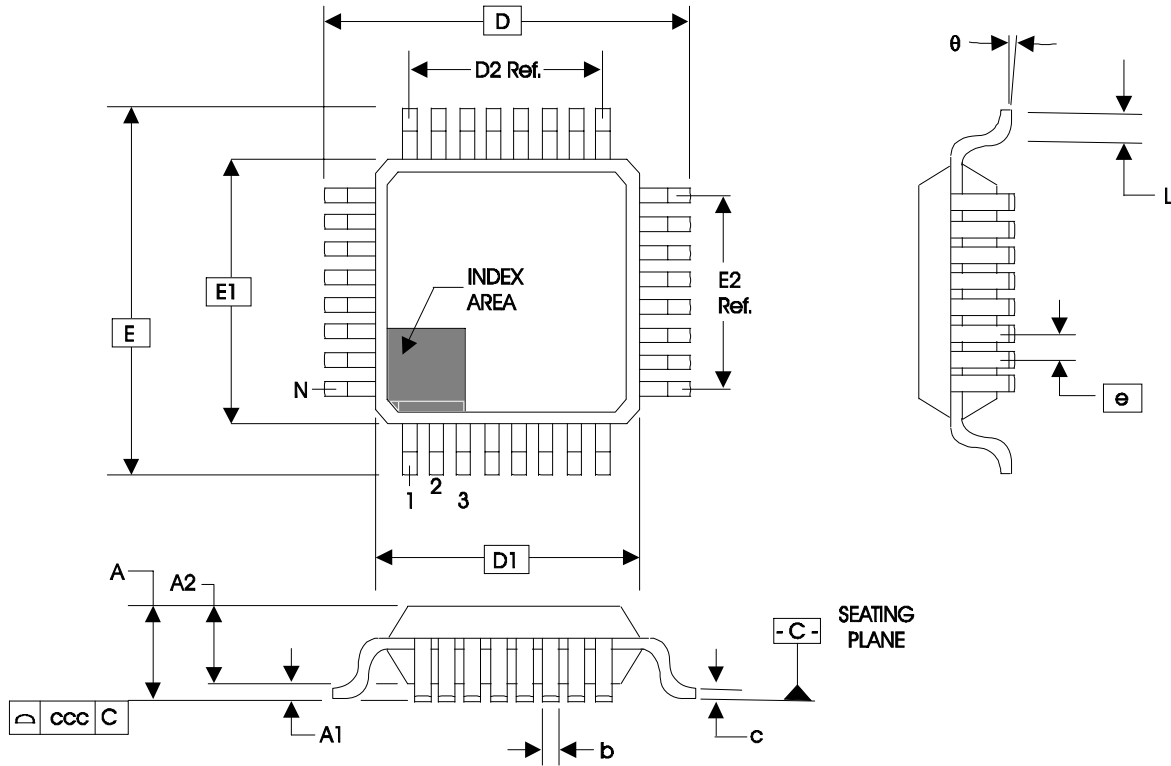 D
D2 Ref.
θ
L
E1
E
INDEX
AREA
E2
Ref.
N
e
1
2
3
D1
A
A2
- C -
SEATING
PLANE
ccc C
A1
b
c